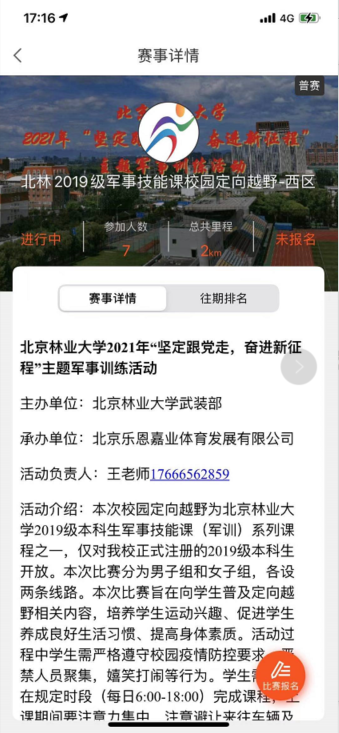 17:16
4G
赛事详情
普赛
北京 大学
2021年“坚定跟党走 奋进新征程”
主题军事训练活动
北林2019级军事技能课校园定向越野-西区
进行中
参加人数
7
总共里程
2km
未报名
赛事详情
往期排名
北京林业大学2021年“坚定跟党走，奋进新征
程”主题军事训练活动
主办单位：北京林业大学武装部
承办单位：北京乐恩嘉业体育发展有限公司
活动负责人：王老师17666562859
活动介绍：本次校园定向越野为北京林业大
学2019级本科生军事技能课（军训）系列课
程之一，仅对我校正式注册的2019级本科生
开放。本次比赛分为男子组和女子组，各设
两条线路。本次比赛旨在向学生普及定向越
野相关内容，培养学生运动兴趣、促进学生
养成良好生活习惯、提高身体素质。活动过
程中学生需严格遵守校园疫情防控要求，严
禁人员聚集，嬉笑打闹等行为。学生需
在规定时段（每日6:00-18:00）完成课程，上
课期间要注意力集中，注意避让来往车辆及
比赛报名